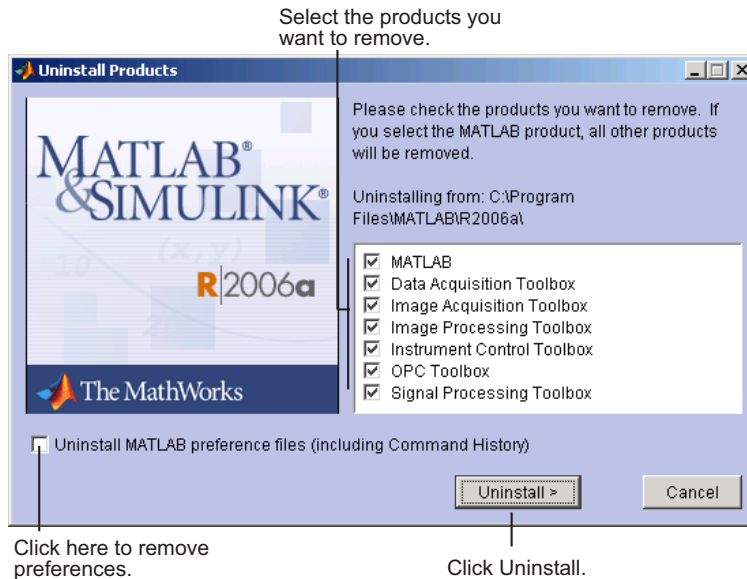 Select the products you
want to remove.
Uninstall Products
Please check the products you want to remove. If
you select the MATLAB product, all other products
will be removed.
MATLAB®
&SIMULINK®
Uninstalling from: C:\Program
Files\MATLAB\R2006a\
(x, y)
10
R2006a
MATLAB
Data Acquisition Toolbox
Image Acquisition Toolbox
Image Processing Toolbox
Instrument Control Toolbox
OPC Toolbox
Signal Processing Toolbox
The MathWorks
Uninstall MATLAB preference files (including Command History)
Uninstall >
Cancel
Click here to remove
preferences.
Click Uninstall.